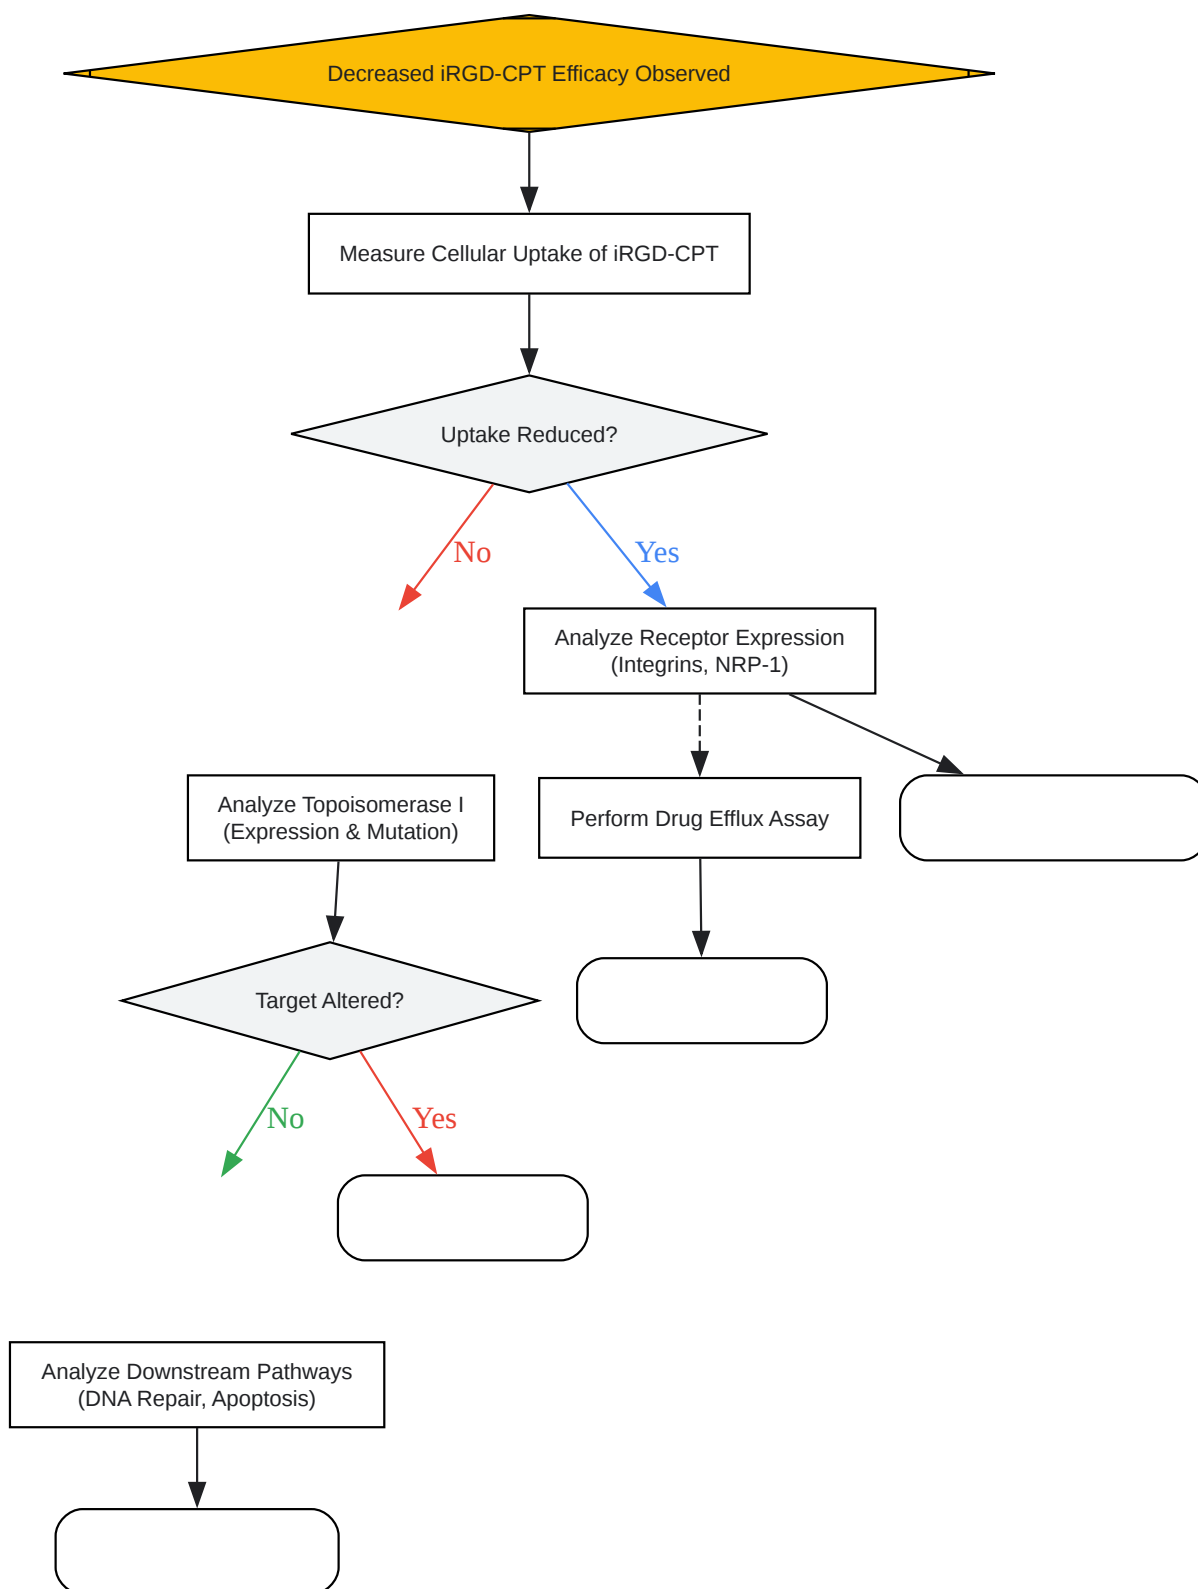 Decreased iRGD-CPT Efficacy Observed
Measure Cellular Uptake of iRGD-CPT
Uptake Reduced?
No
Yes
Analyze Receptor Expression
(Integrins, NRP-1)
Analyze Topoisomerase I
(Expression & Mutation)
Perform Drug Efflux Assay
Target Altered?
No
Yes
Analyze Downstream Pathways
(DNA Repair, Apoptosis)